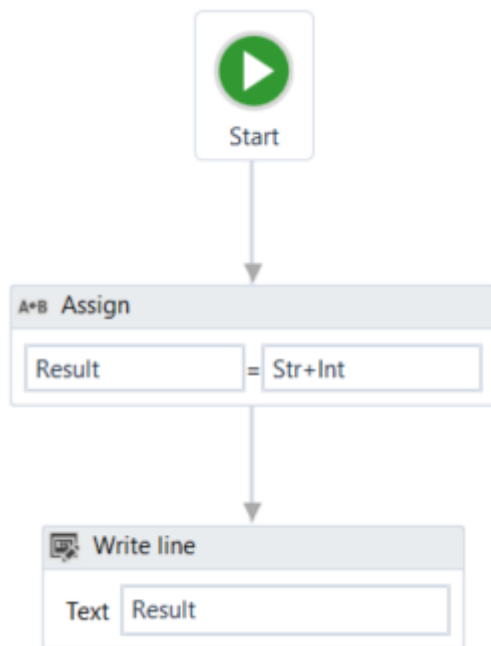 Start
A+B Assign
Result = Str+Int
Write line
Text Result